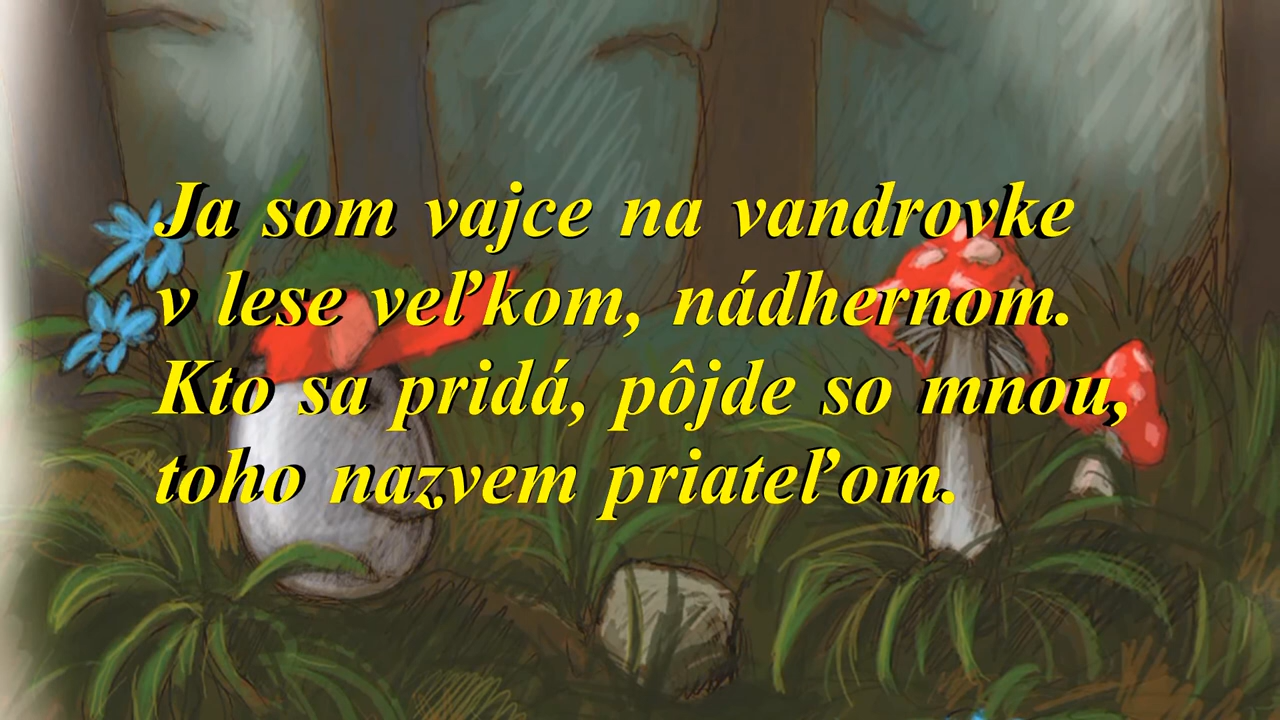 Ja som vajce na vandrovke
v lese veľkom, nádhernom.
Kto sa pridá, pôjde so mnou,
toho nazvem priateľom.